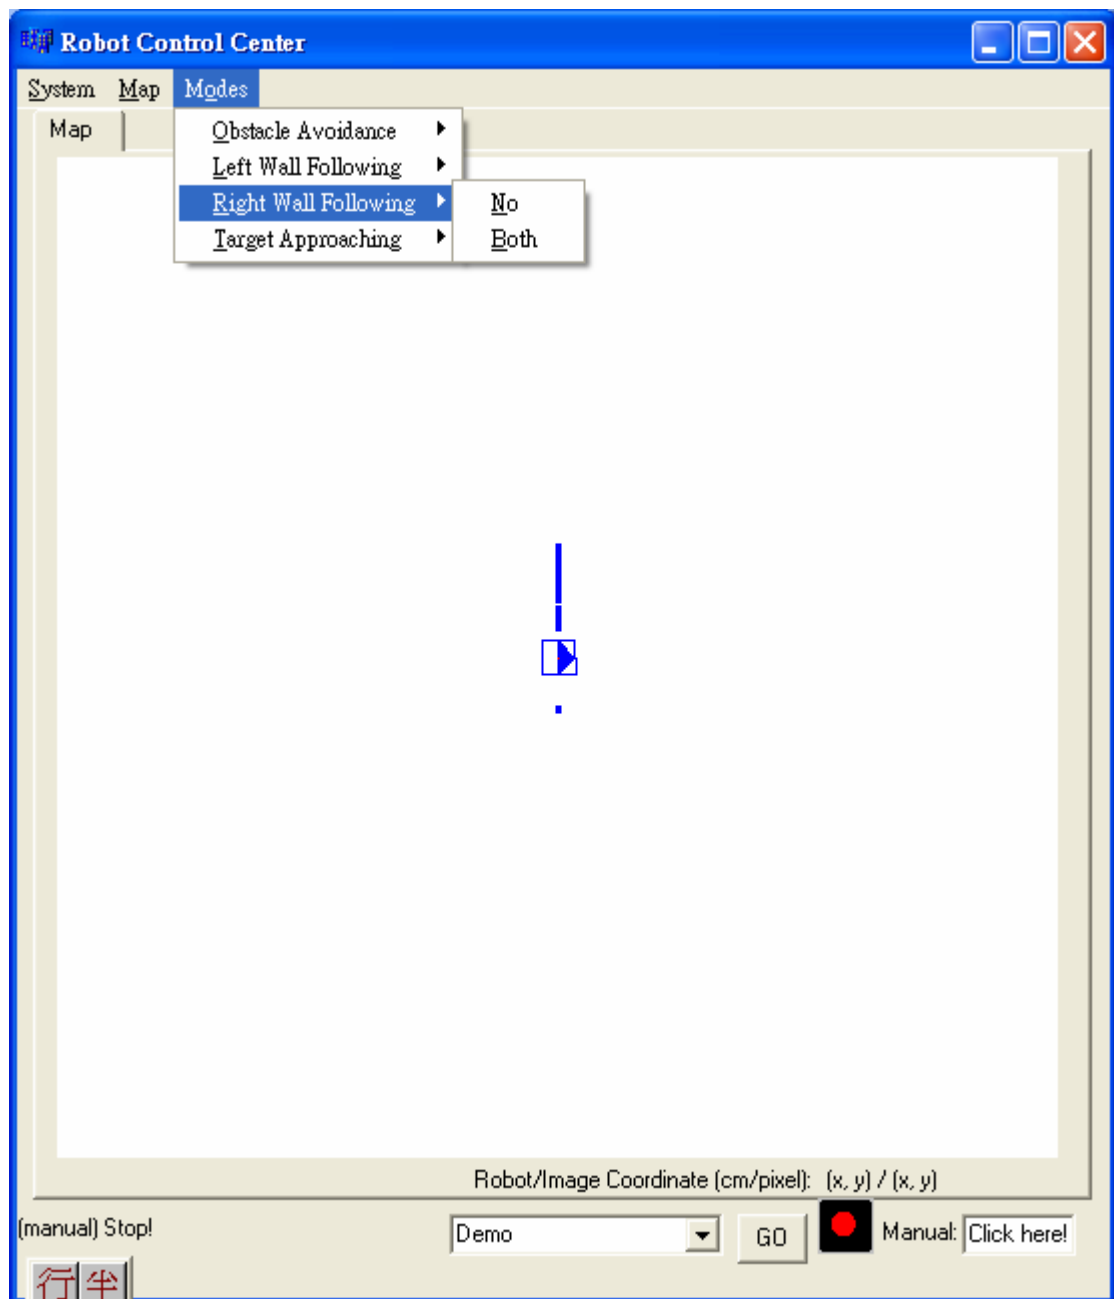 Robot Control Center
System Map Modes
Map
Obstacle Avoidance
Left Wall Following
Right Wall Following
Target Approaching
No
Both
Robot/Image Coordinate (cm/pixel): (x, y) / (x, y)
(manual) Stop!
Demo
GO
Manual: Click here!
行 半